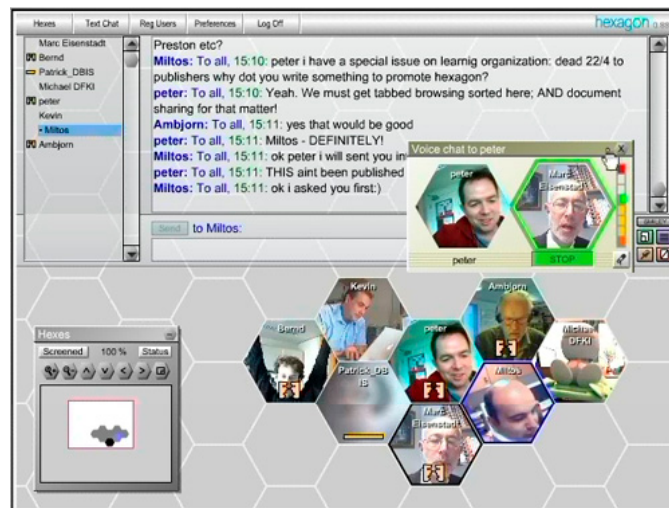 Hexes
Text Chat
Reg Users
Preferences
Log Off
hexagon
Marc Eisenstadt
Bernd
Patrick_DBIS
Michael DFKI
peter
Kevin
- Miltos
Ambjorn
Preston etc?
Miltos: To all, 15:10: peter i have a special issue on learnig organization: dead 22/4 to
publishers why dot you write something to promote hexagon?
peter: To all, 15:10: Yeah. We must get tabbed browsing sorted here; AND document
sharing for that matter!
Ambjorn: To all, 15:11: yes that would be good
peter: To all, 15:11: Miltos - DEFINITELY!
Miltos: To all, 15:11: ok peter i will sent you
peter: To all, 15:11: THIS aint been published
Miltos: To all, 15:11: ok i asked you first:)
Send to Miltos:
Voice chat to peter
X
peter
Marc
Eisenstadt
peter
STOP
Kevin
Ambjorn
Bernd
peter
Michael
DFKI
Patrick_DB
IS
Miltos
Marc
Eisenstadt
Hexes
Screened
100 %
Status